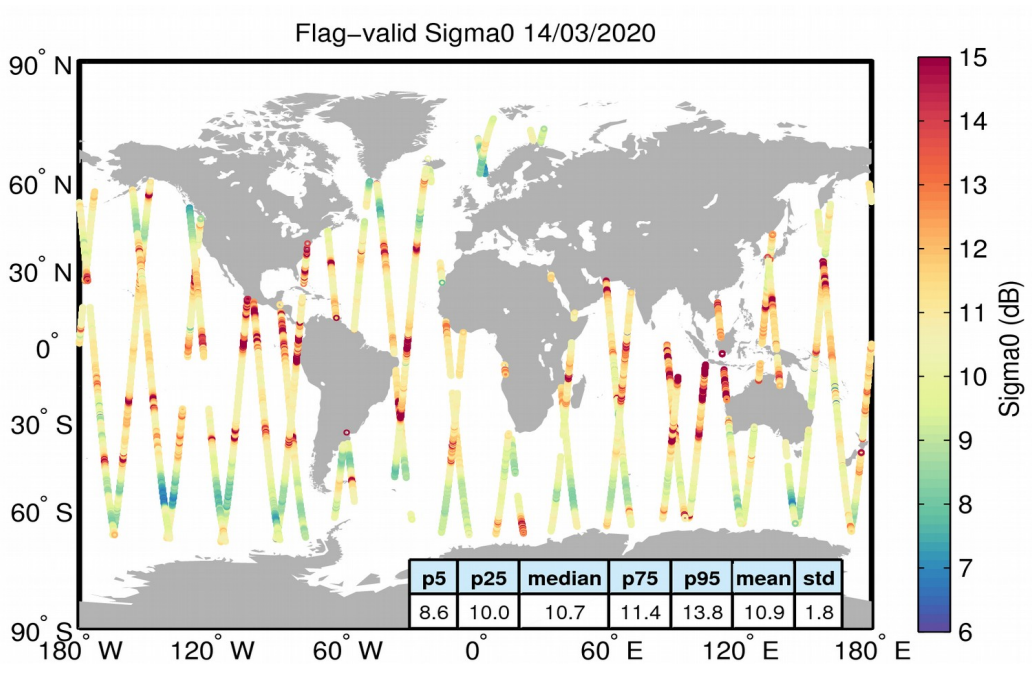 Flag−valid Sigma0 14/03/2020
90° N
60° N
30° N
0°
30° S
60° S
90° S
180° W
120° W
60° W
0°
60° E
120° E
180° E
p5 p25 median p75 p95 mean std
8.6 10.0 10.7 11.4 13.8 10.9 1.8
15
14
13
12
11
10
9
8
7
6
Sigma0 (dB)